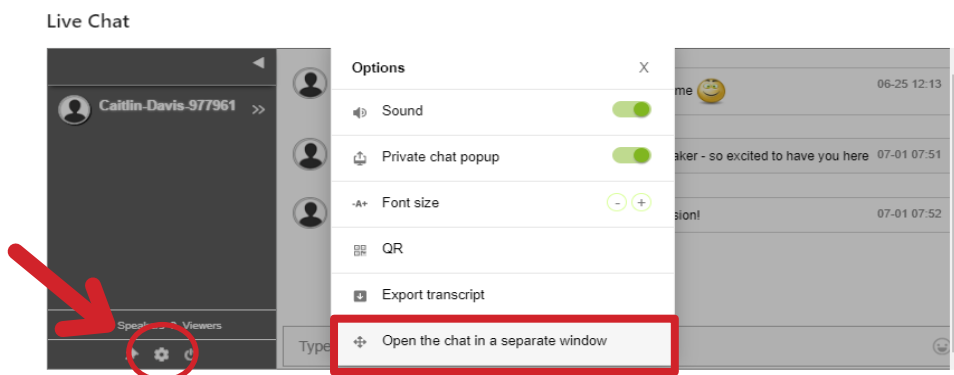 Live Chat
Caitlin-Davis-977961
Options X
Sound
Private chat popup
-A+ Font size - +
QR
Export transcript
Open the chat in a separate window
me 06-25 12:13
aker - so excited to have you here 07-01 07:51
sion! 07-01 07:52
Viewers
Type